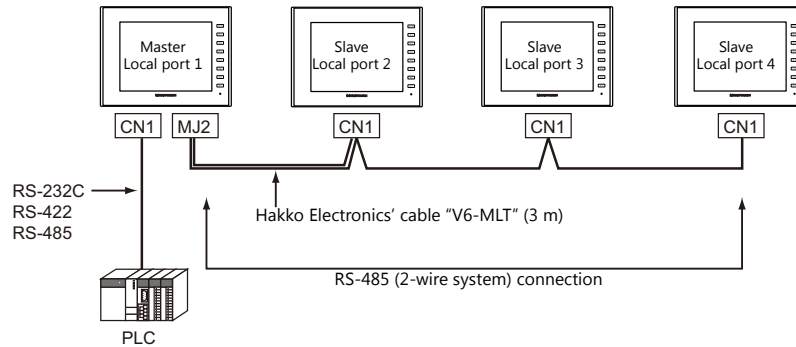 Master
Local port 1
Slave
Local port 2
Slave
Local port 3
Slave
Local port 4
CN1
MJ2
CN1
CN1
CN1
RS-232C
RS-422
RS-485
Hakko Electronics’ cable “V6-MLT” (3 m)
RS-485 (2-wire system) connection
PLC